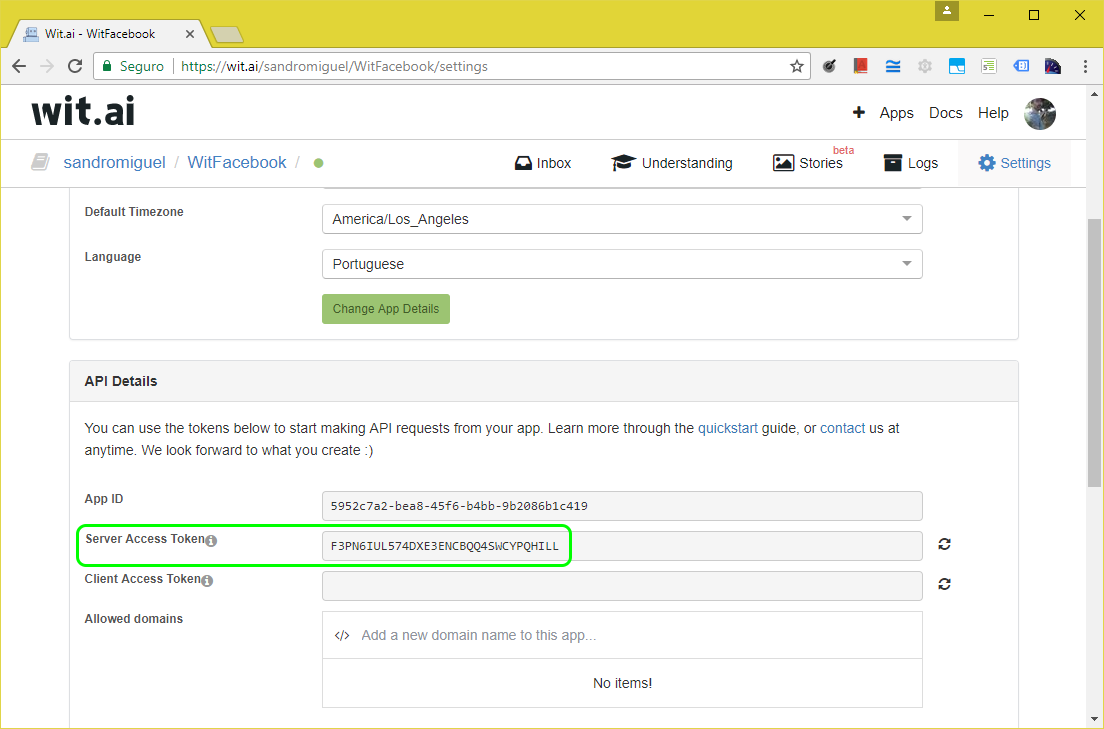 Wit.ai - WitFacebook
Seguro https://wit.ai/sandromiguel/WitFacebook/settings
wit.ai
Apps Docs Help
sandromiguel / WitFacebook /
Inbox Understanding Stories beta Logs Settings
Default Timezone America/Los_Angeles
Language Portuguese
Change App Details
API Details
You can use the tokens below to start making API requests from your app. Learn more through the quickstart guide, or contact us at
anytime. We look forward to what you create :)
App ID 5952c7a2-bea8-45f6-b4bb-9b2086b1c419
Server Access Token F3PN6IUL574DXE3ENCBQQ4SWCYPQHILL
Client Access Token
Allowed domains
</> Add a new domain name to this app...
No items!